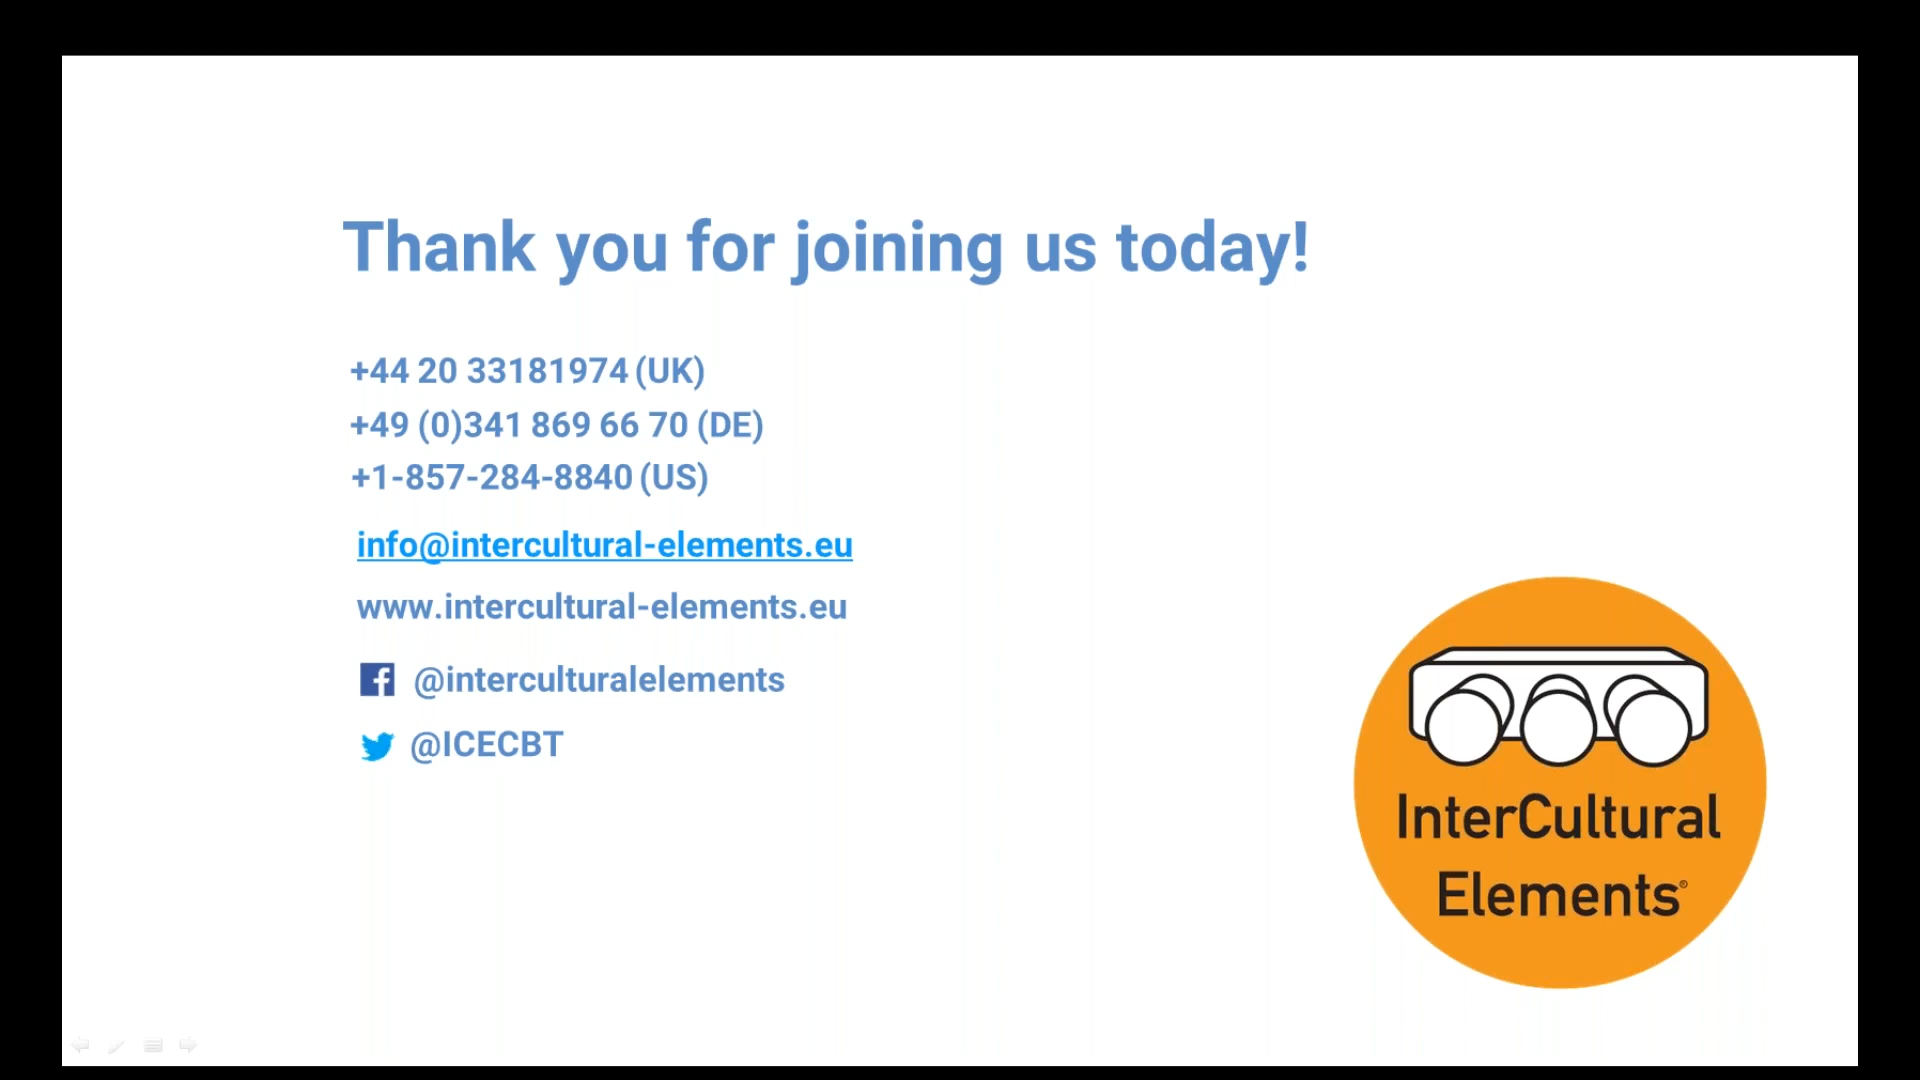 Thank you for joining us today!
+44 20 33181974 (UK)
+49 (0)341 869 66 70 (DE)
+1-857-284-8840 (US)
info@intercultural-elements.eu
www.intercultural-elements.eu
@interculturalelements
@ICECBT
InterCultural
Elements®